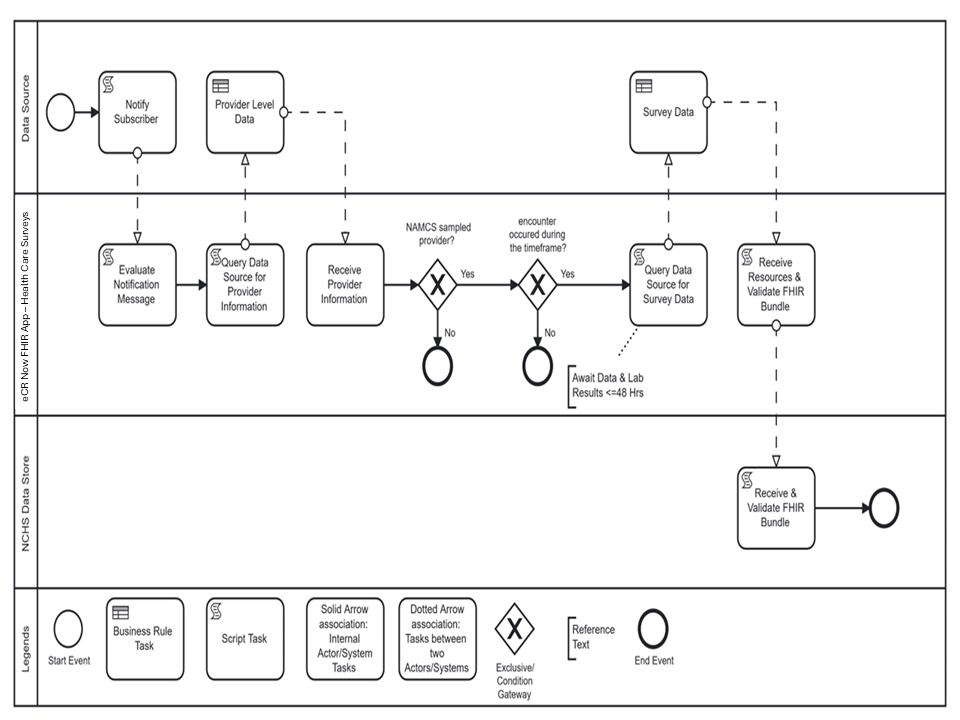 Data Source
Notify
Subscriber
Provider Level
Data
Survey Data
eCR Now FHIR App – Health Care Surveys
Evaluate
Notification
Message
Query Data
Source for
Provider
Information
Receive
Provider
Information
NAMCS sampled
provider?
X
Yes
No
encounter
occured during
the timeframe?
X
Yes
No
Query Data
Source for
Survey Data
Await Data & Lab
Results <=48 Hrs
Receive
Resources &
Validate FHIR
Bundle
NCHS Data Store
Receive &
Validate FHIR
Bundle
Legends
Start Event
Business Rule
Task
Script Task
Solid Arrow
association:
Internal
Actor/System
Tasks
Dotted Arrow
association:
Tasks between
two
Actors/Systems
X
Exclusive/
Condition
Gateway
Reference
Text
End Event